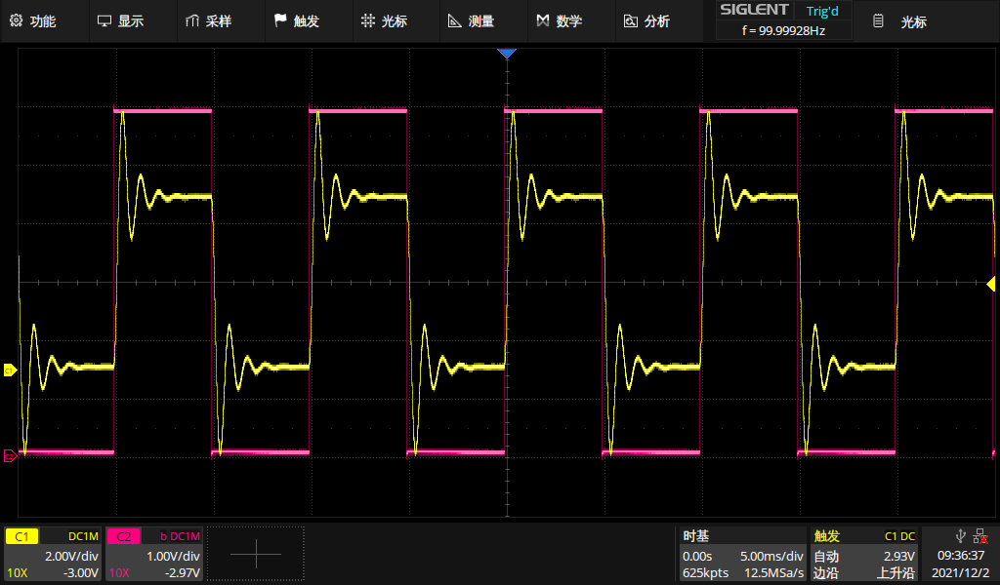 功能 显示 采样 触发 光标 测量 数学 分析 SIGLENT Trig'd 光标
f = 99.99928Hz
C1
C2
C1 DC1M C2 b DC1M 时基 触发 C1 DC
2.00V/div 1.00V/div 0.00s 5.00ms/div 自动 2.93V 09:36:37
10X -3.00V 10X -2.97V 625kpts 12.5MSa/s 边沿 上升沿 2021/12/2